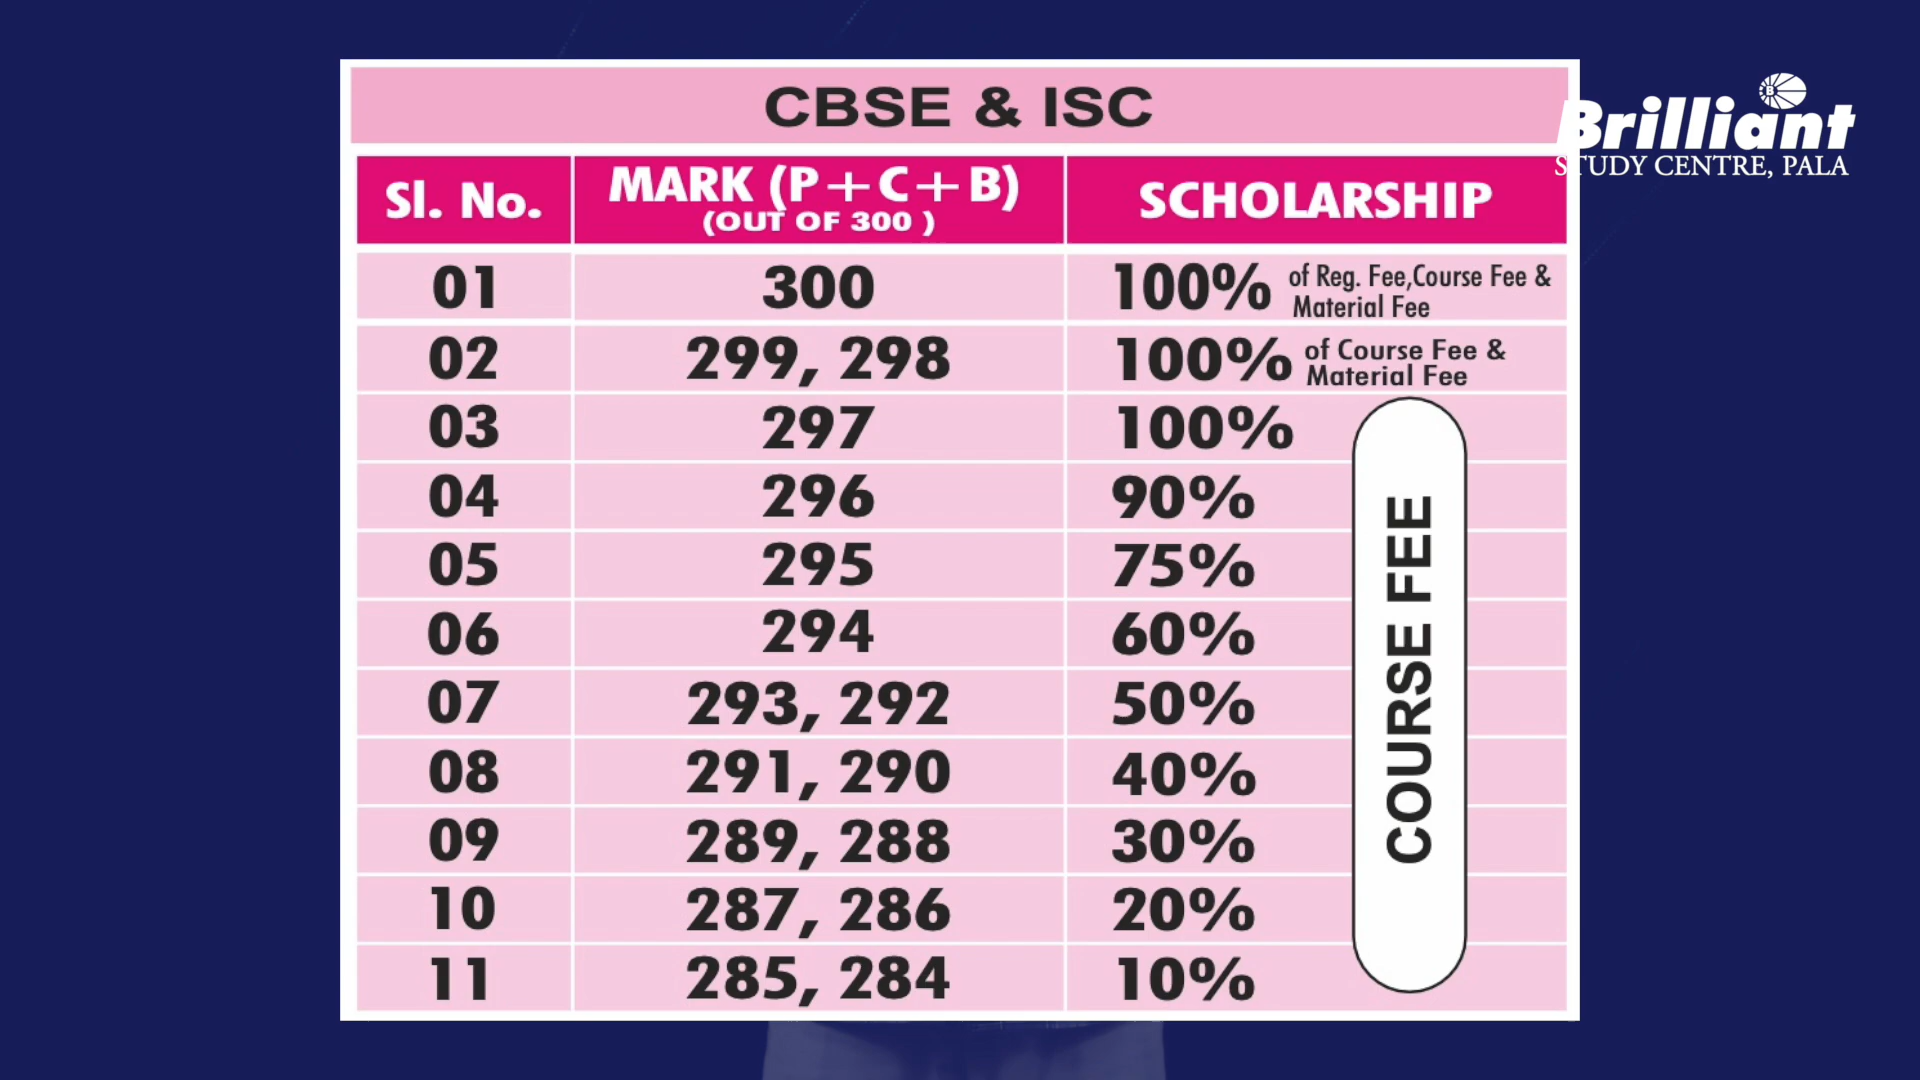 CBSE & ISC
Brilliant
STUDY CENTRE, PALA
Sl. No. MARK (P+C+B) SCHOLARSHIP
(OUT OF 300 )
01 300 100% of Reg. Fee,Course Fee &
Material Fee
02 299, 298 100% of Course Fee &
Material Fee
03 297 100%
04 296 90%
05 295 75%
06 294 60%
07 293, 292 50%
08 291, 290 40%
09 289, 288 30%
10 287, 286 20%
11 285, 284 10%
COURSE FEE